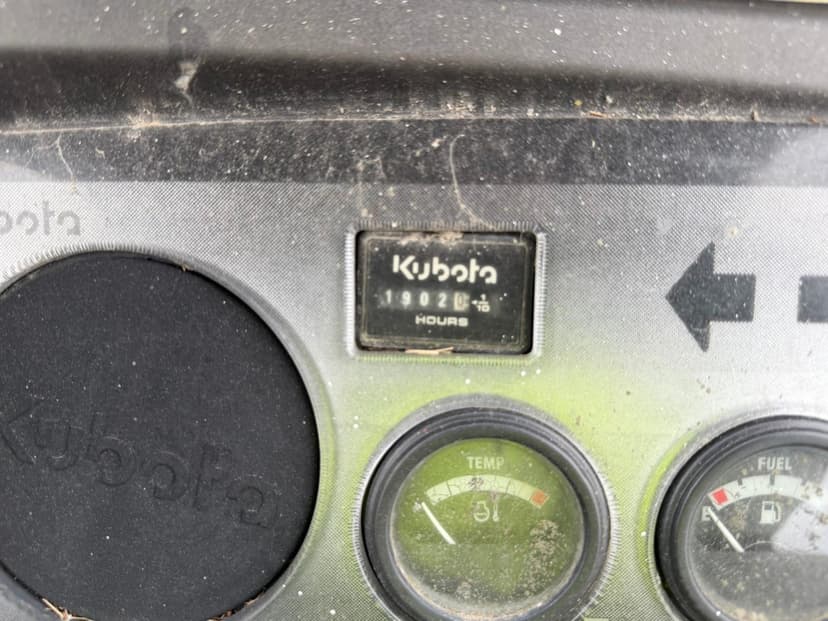 bota
Kubota
19020 1/10
HOURS
Kubota
TEMP
FUEL
E